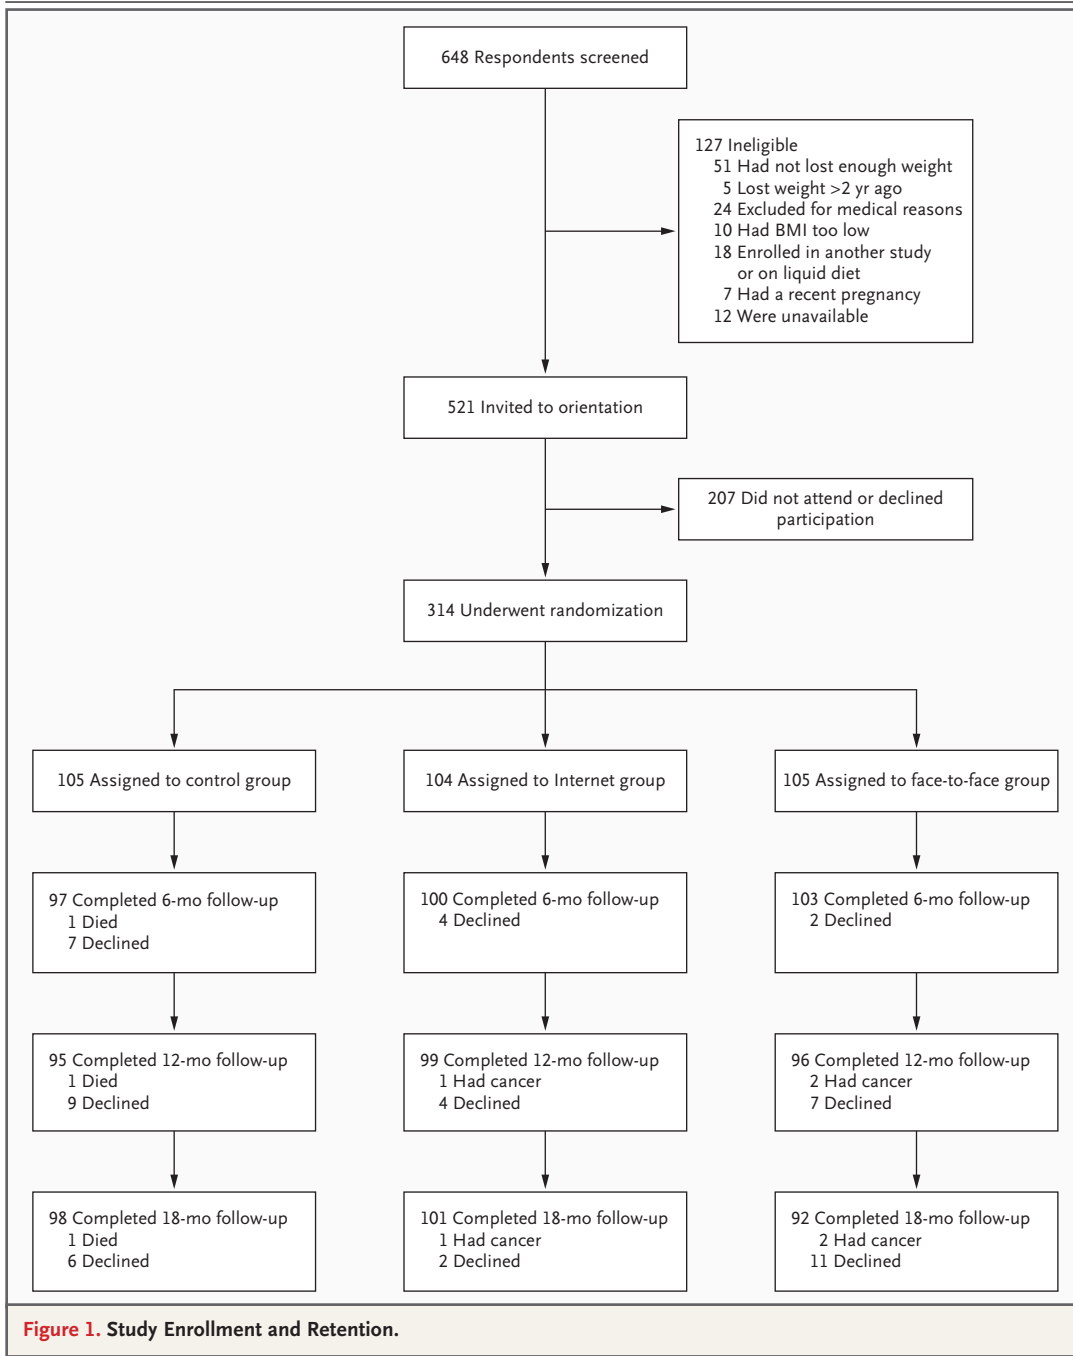 648 Respondents screened
127 Ineligible
51 Had not lost enough weight
5 Lost weight >2 yr ago
24 Excluded for medical reasons
10 Had BMI too low
18 Enrolled in another study
or on liquid diet
7 Had a recent pregnancy
12 Were unavailable
521 Invited to orientation
207 Did not attend or declined
participation
314 Underwent randomization
105 Assigned to control group
104 Assigned to Internet group
105 Assigned to face-to-face group
97 Completed 6-mo follow-up
1 Died
7 Declined
100 Completed 6-mo follow-up
4 Declined
103 Completed 6-mo follow-up
2 Declined
95 Completed 12-mo follow-up
1 Died
9 Declined
99 Completed 12-mo follow-up
1 Had cancer
4 Declined
96 Completed 12-mo follow-up
2 Had cancer
7 Declined
98 Completed 18-mo follow-up
1 Died
6 Declined
101 Completed 18-mo follow-up
1 Had cancer
2 Declined
92 Completed 18-mo follow-up
2 Had cancer
11 Declined
Figure 1. Study Enrollment and Retention.